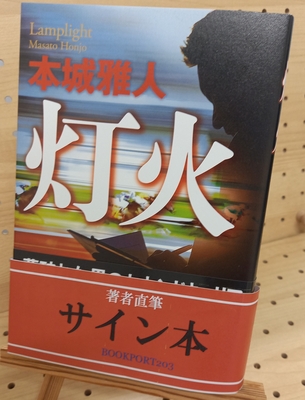 Lamplight
Masato Honjo
本城雅人
灯火
著者直筆
サイン本
BOOKPORT203